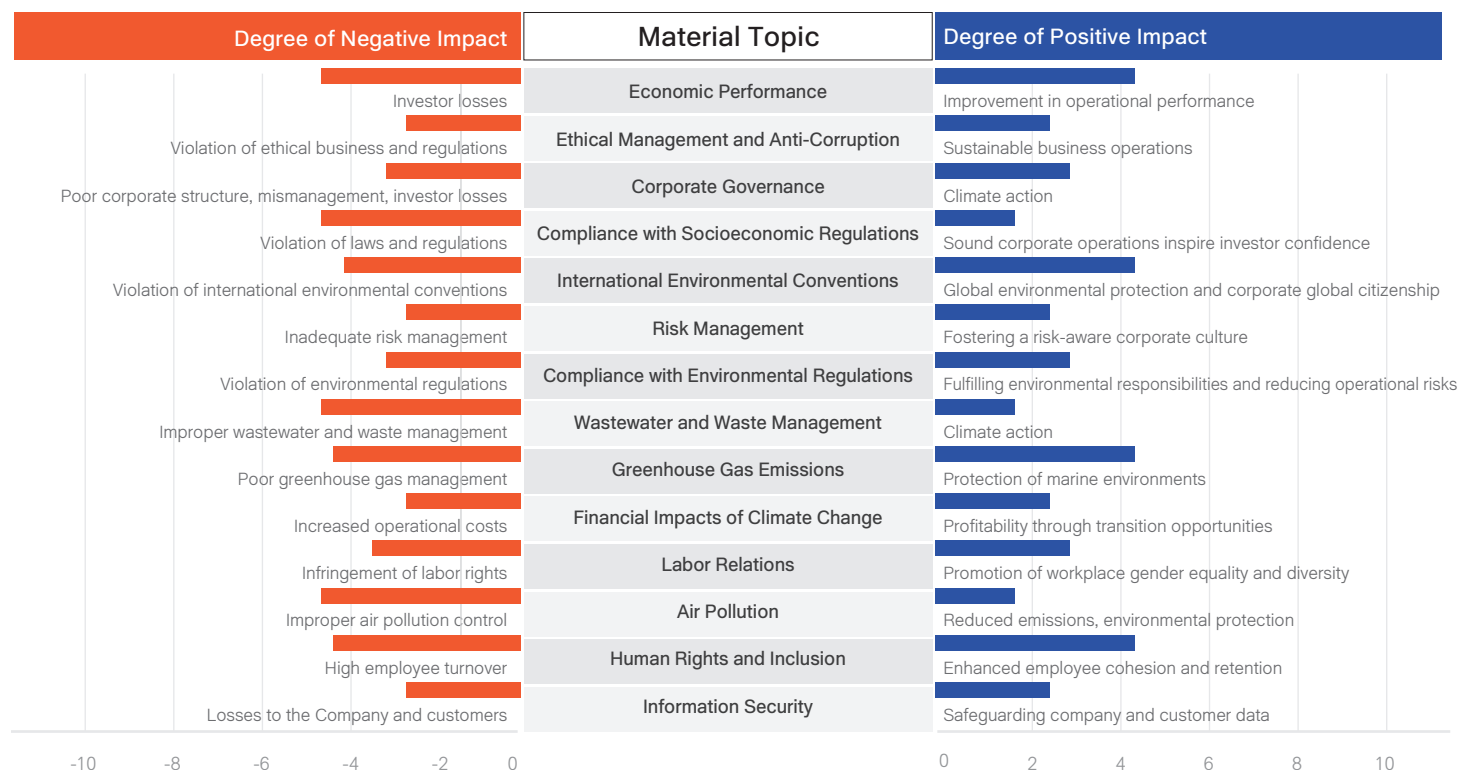 Degree of Negative Impact
Material Topic
Degree of Positive Impact
Economic Performance
Investor losses
Improvement in operational performance
Ethical Management and Anti-Corruption
Violation of ethical business and regulations
Sustainable business operations
Corporate Governance
Poor corporate structure, mismanagement, investor losses
Climate action
Compliance with Socioeconomic Regulations
Violation of laws and regulations
Sound corporate operations inspire investor confidence
International Environmental Conventions
Violation of international environmental conventions
Global environmental protection and corporate global citizenship
Risk Management
Inadequate risk management
Fostering a risk-aware corporate culture
Compliance with Environmental Regulations
Violation of environmental regulations
Fulfilling environmental responsibilities and reducing operational risks
Wastewater and Waste Management
Improper wastewater and waste management
Climate action
Greenhouse Gas Emissions
Poor greenhouse gas management
Protection of marine environments
Financial Impacts of Climate Change
Increased operational costs
Profitability through transition opportunities
Labor Relations
Infringement of labor rights
Promotion of workplace gender equality and diversity
Air Pollution
Improper air pollution control
Reduced emissions, environmental protection
Human Rights and Inclusion
High employee turnover
Enhanced employee cohesion and retention
Information Security
Losses to the Company and customers
Safeguarding company and customer data
-10 -8 -6 -4 -2 0
0 2 4 6 8 10